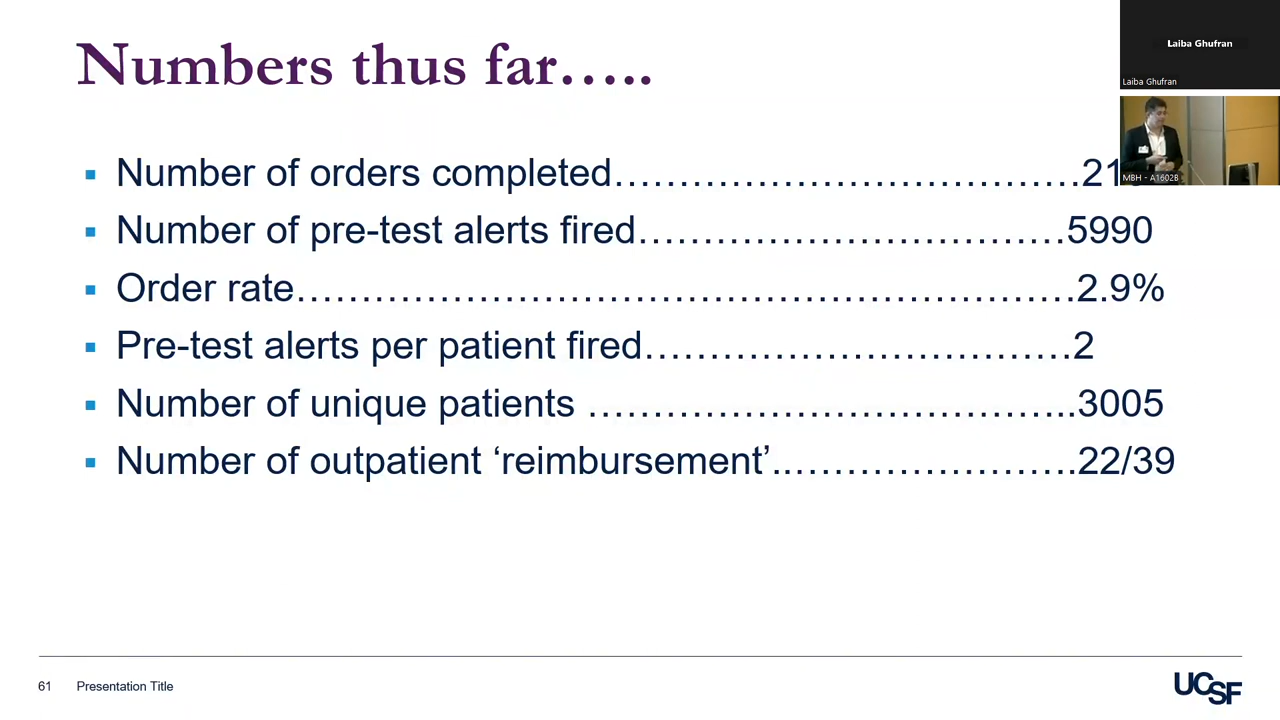 Numbers thus far…..
Laiba Ghufran
Laiba Ghufran
MBH - A1602B
▪ Number of orders completed…………………………………….21
▪ Number of pre-test alerts fired…………………………………5990
▪ Order rate……………………………………………………………2.9%
▪ Pre-test alerts per patient fired…………………………………2
▪ Number of unique patients …………………………………..3005
▪ Number of outpatient ‘reimbursement’..…………………….22/39
61 Presentation Title
UCSF